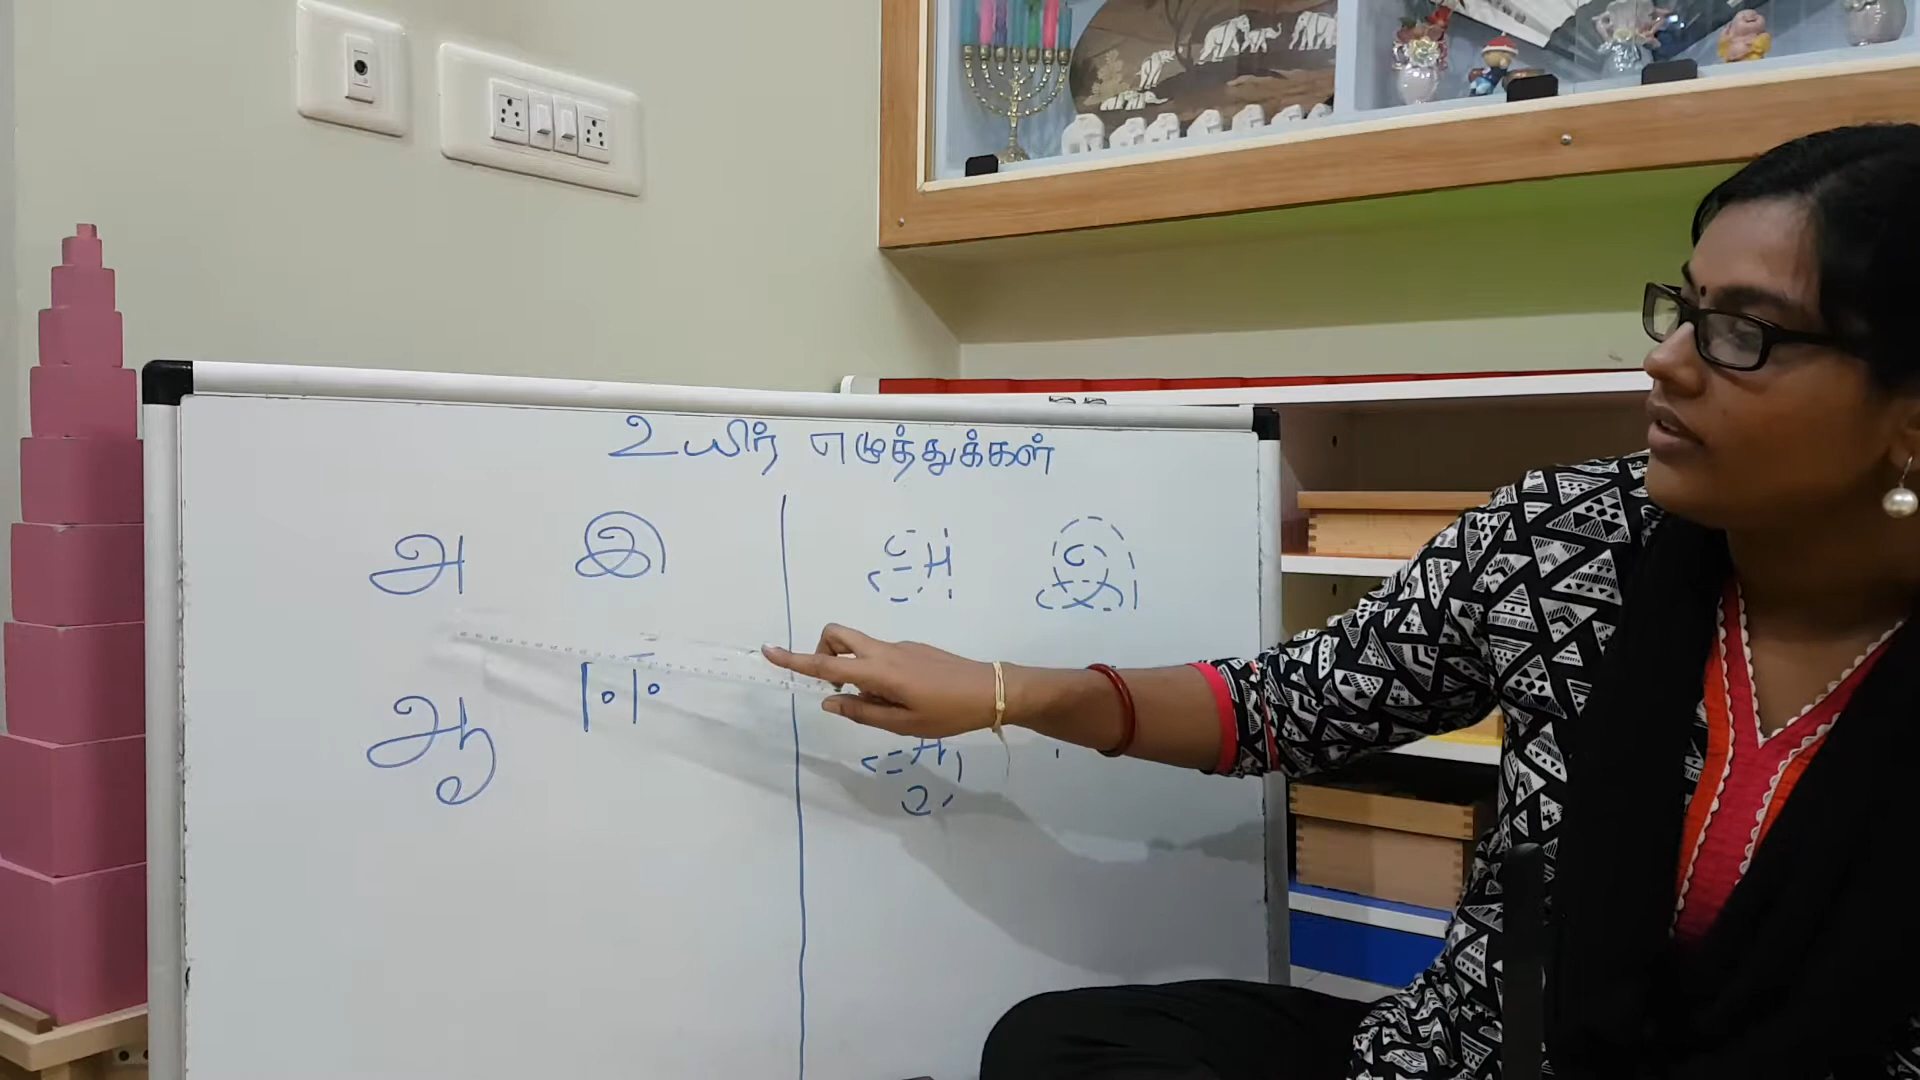 உயிர் எழுத்துக்கள்
அ இ அ இ
ஆ ஈ